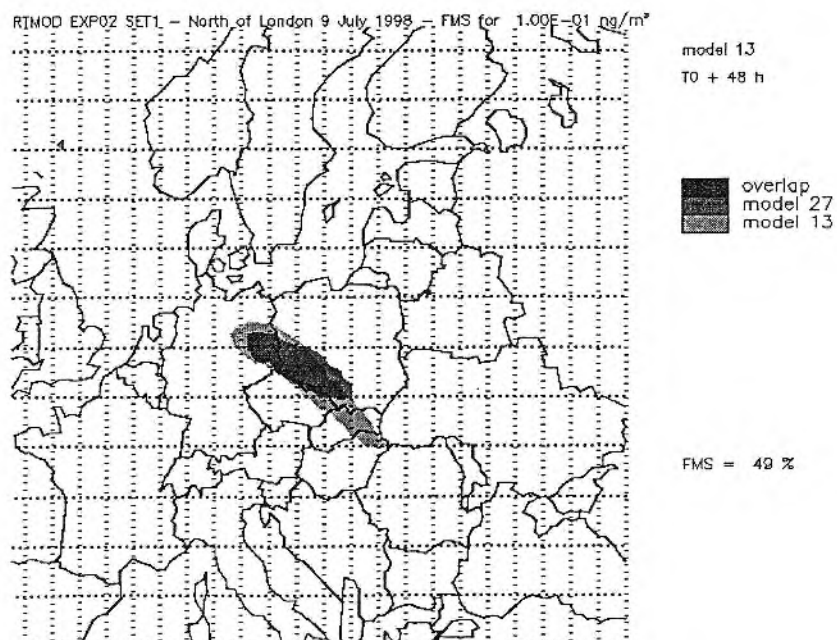 RTMOD EXP02 SET1 – North of London 9 July 1998 – FMS for 1.00E-01 ng/m³
model 13
T0 + 48 h
overlap
model 27
model 13
FMS = 49 %